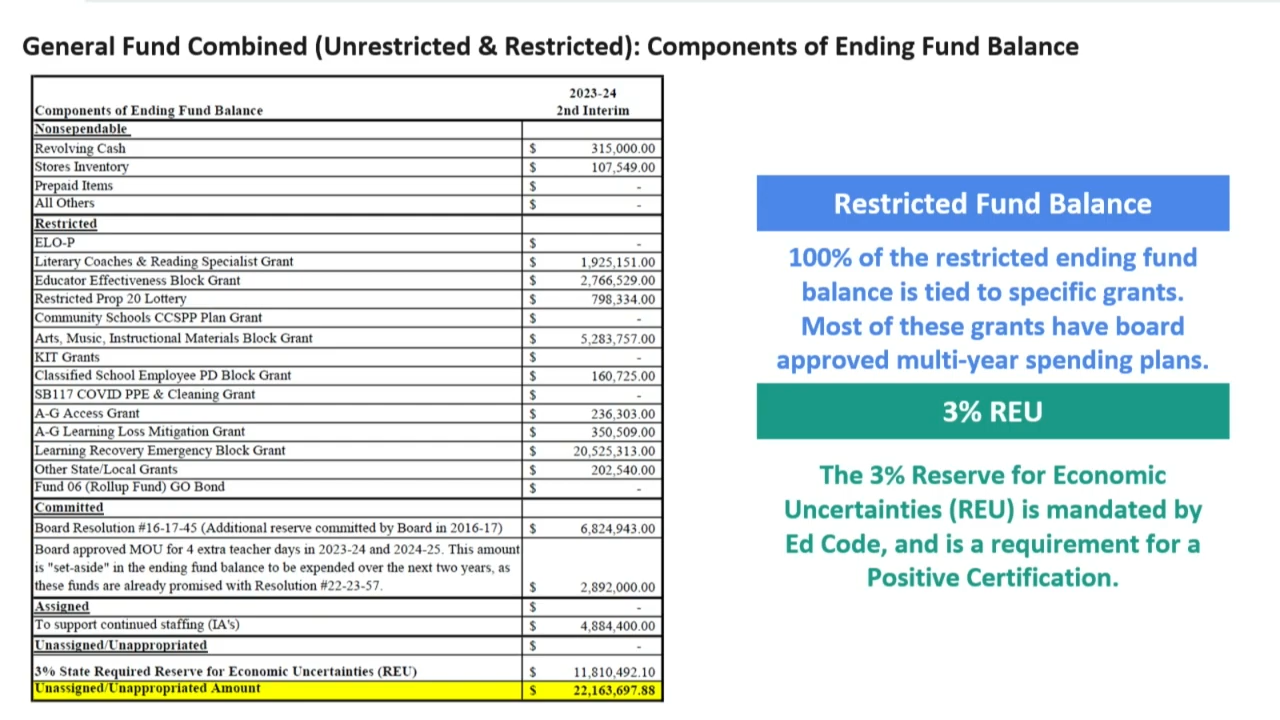 General Fund Combined (Unrestricted & Restricted): Components of Ending Fund Balance
Components of Ending Fund Balance 2023-24 2nd Interim
Nonsependable
Revolving Cash $ 315,000.00
Stores Inventory $ 107,549.00
Prepaid Items $ -
All Others $ -
Restricted
ELO-P $ -
Literary Coaches & Reading Specialist Grant $ 1,925,151.00
Educator Effectiveness Block Grant $ 2,766,529.00
Restricted Prop 20 Lottery $ 798,334.00
Community Schools CCSPP Plan Grant $ -
Arts, Music, Instructional Materials Block Grant $ 5,283,757.00
KIT Grants $ -
Classified School Employee PD Block Grant $ 160,725.00
SB117 COVID PPE & Cleaning Grant $ -
A-G Access Grant $ 236,303.00
A-G Learning Loss Mitigation Grant $ 350,509.00
Learning Recovery Emergency Block Grant $ 20,525,313.00
Other State/Local Grants $ 202,540.00
Fund 06 (Rollup Fund) GO Bond $ -
Committed
Board Resolution #16-17-45 (Additional reserve committed by Board in 2016-17) $ 6,824,943.00
Board approved MOU for 4 extra teacher days in 2023-24 and 2024-25. This amount
is "set-aside" in the ending fund balance to be expended over the next two years, as
these funds are already promised with Resolution #22-23-57. $ 2,892,000.00
Assigned $ -
To support continued staffing (IA's) $ 4,884,400.00
Unassigned/Unappropriated $ -
3% State Required Reserve for Economic Uncertainties (REU) $ 11,810,492.10
Unassigned/Unappropriated Amount $ 22,163,697.88
Restricted Fund Balance
100% of the restricted ending fund
balance is tied to specific grants.
Most of these grants have board
approved multi-year spending plans.
3% REU
The 3% Reserve for Economic
Uncertainties (REU) is mandated by
Ed Code, and is a requirement for a
Positive Certification.